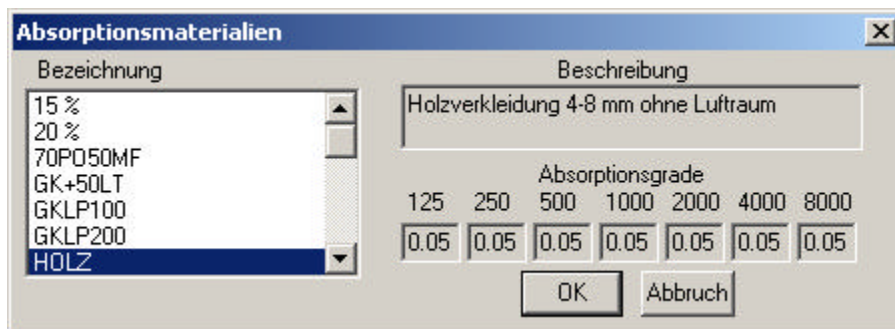 Absorptionsmaterialien
Bezeichnung
15 %
20 %
70PO50MF
GK+50LT
GKLP100
GKLP200
HOLZ
Beschreibung
Holzverkleidung 4-8 mm ohne Luftraum
Absorptionsgrade
125 250 500 1000 2000 4000 8000
0.05 0.05 0.05 0.05 0.05 0.05 0.05
OK Abbruch